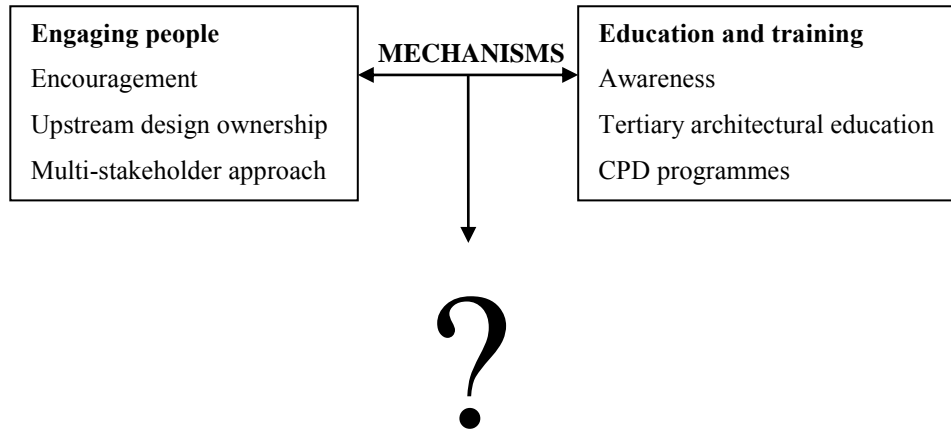 Engaging people
Encouragement
Upstream design ownership
Multi-stakeholder approach
MECHANISMS
Education and training
Awareness
Tertiary architectural education
CPD programmes
?